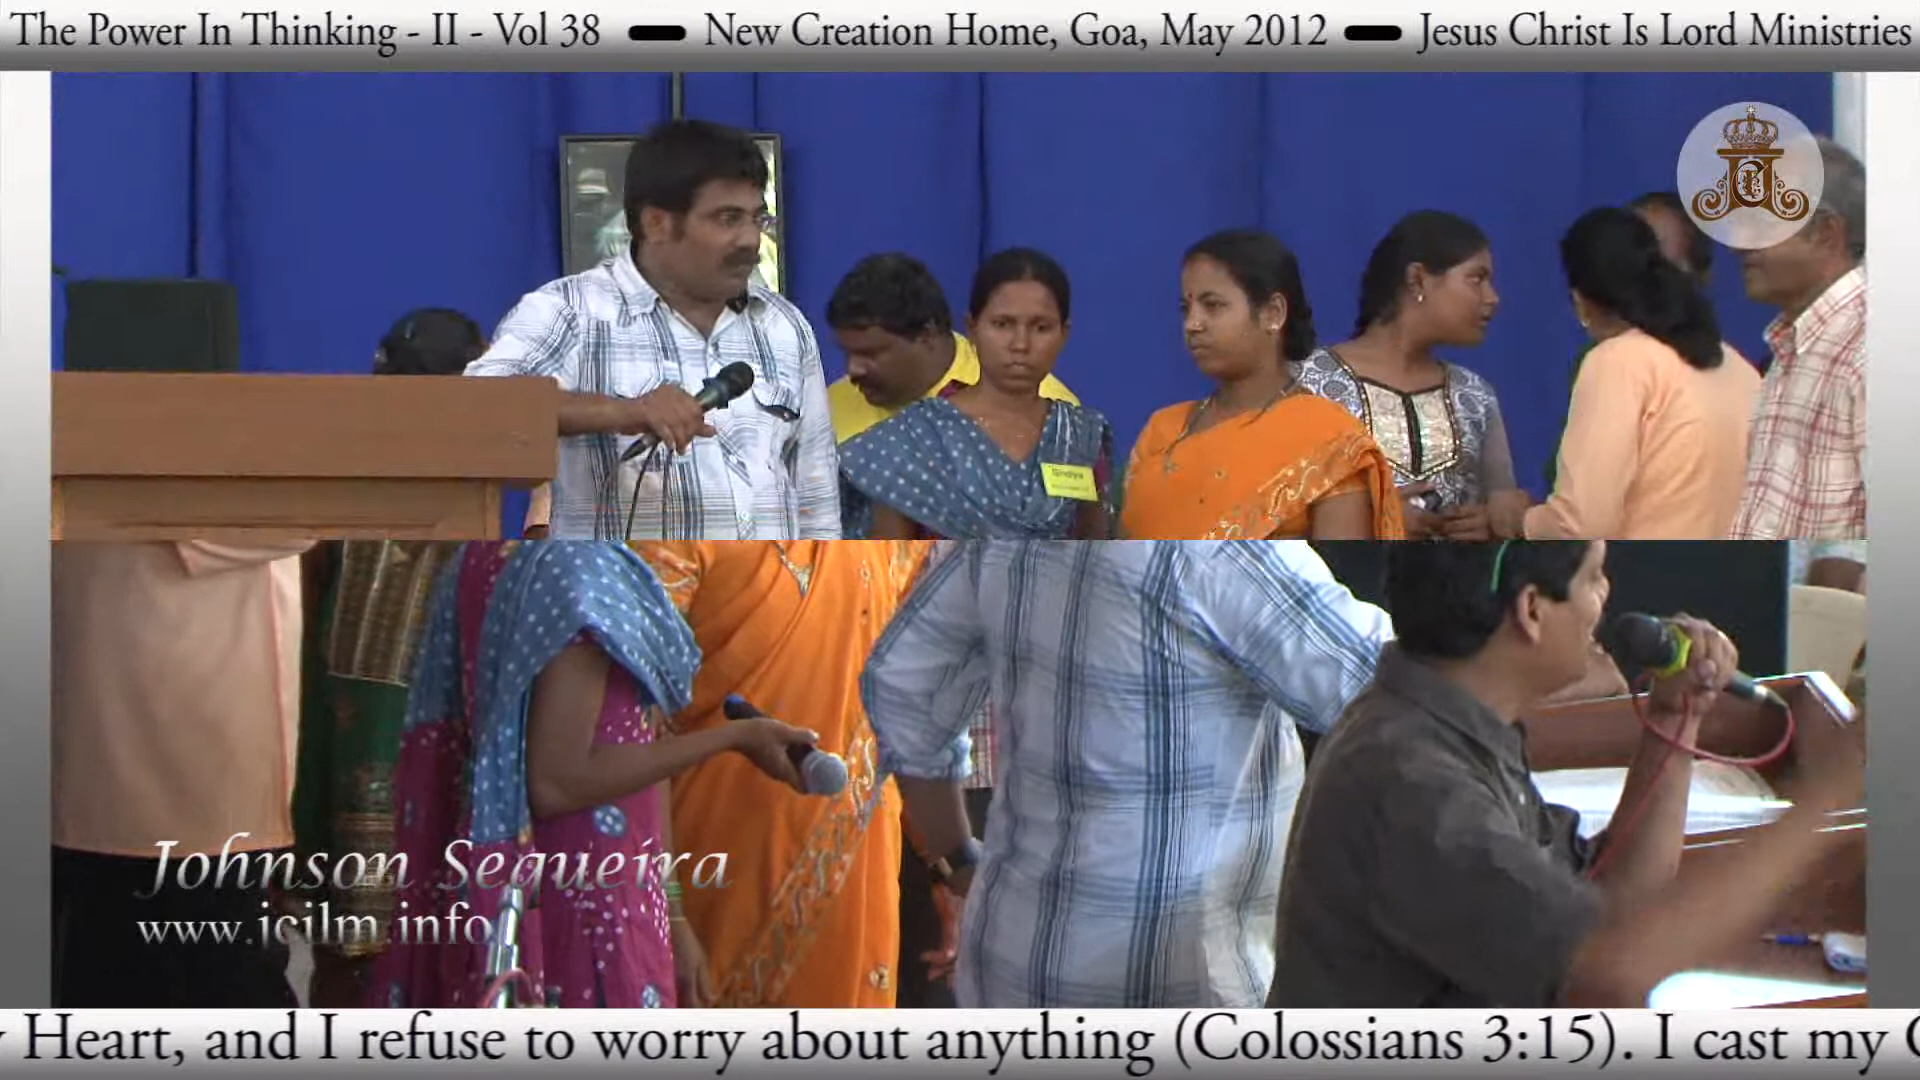 The Power In Thinking - II - Vol 38 — New Creation Home, Goa, May 2012 — Jesus Christ Is Lord Ministries
Johnson Sequeira
www.jcilm.info
Heart, and I refuse to worry about anything (Colossians 3:15). I cast my